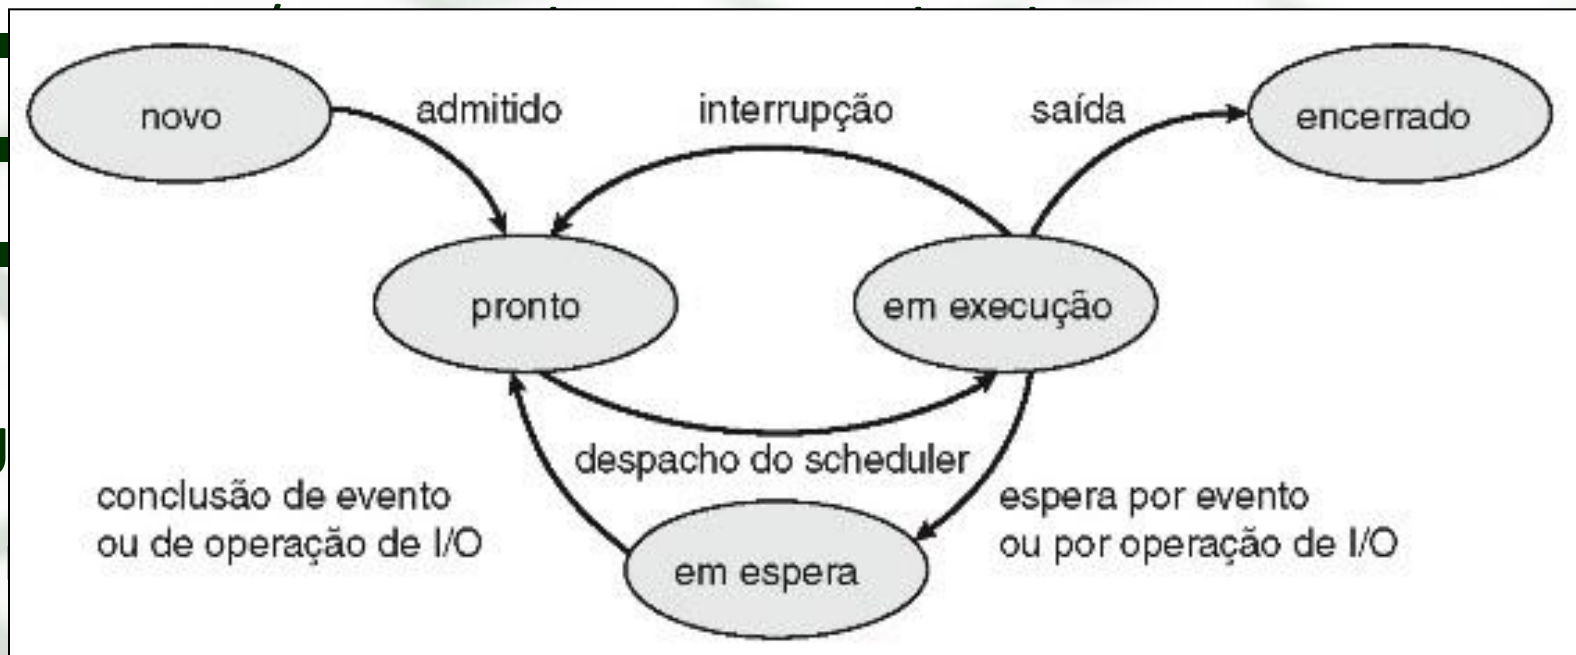 novo
admitido
interrupção
saída
encerrado
pronto
em execução
despacho do scheduler
conclusão de evento
ou de operação de I/O
espera por evento
ou por operação de I/O
em espera